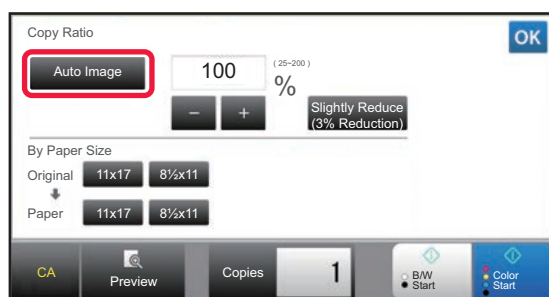 Copy Ratio
OK
Auto Image
100
(25~200)
%
−
+
Slightly Reduce
(3% Reduction)
By Paper Size
Original
11x17
8½x11
Paper
11x17
8½x11
CA
Preview
Copies
1
B/W
Start
Color
Start